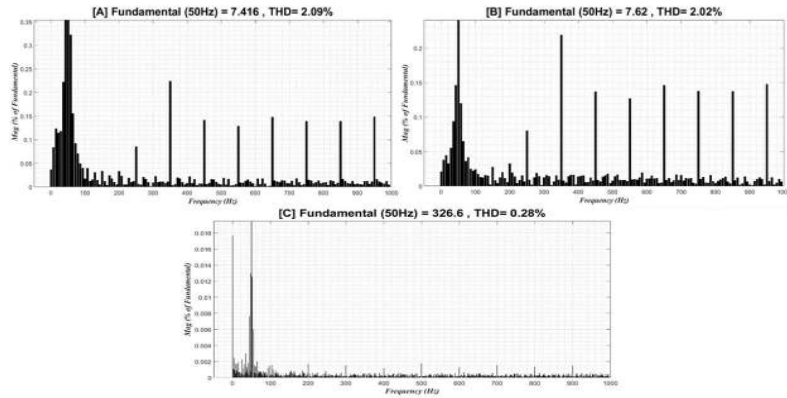 [A] Fundamental (50Hz) = 7.416 , THD= 2.09%
Mag (% of Fundamental)
0.35
0.3
0.25
0.2
0.15
0.1
0.05
0
0 100 200 300 400 500 600 700 800 900 1000
Frequency (Hz)
[B] Fundamental (50Hz) = 7.62 , THD= 2.02%
Mag (% of Fundamental)
0.2
0.15
0.1
0.05
0
0 100 200 300 400 500 600 700 800 900
Frequency (Hz)
[C] Fundamental (50Hz) = 326.6 , THD= 0.28%
Mag (% of Fundamental)
0.018
0.016
0.014
0.012
0.01
0.008
0.006
0.004
0.002
0
0 100 200 300 400 500 600 700 800 900 1000
Frequency (Hz)